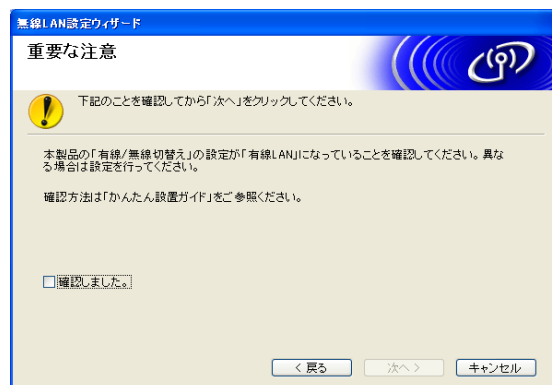 無線LAN設定ウィザード
重要な注意
下記のことを確認してから「次へ」をクリックしてください。
本製品の「有線/無線切替え」の設定が「有線LAN」になっていることを確認してください。異な
る場合は設定を行ってください。
確認方法は「かんたん設置ガイド」をご参照ください。
確認しました。
< 戻る
次へ >
キャンセル